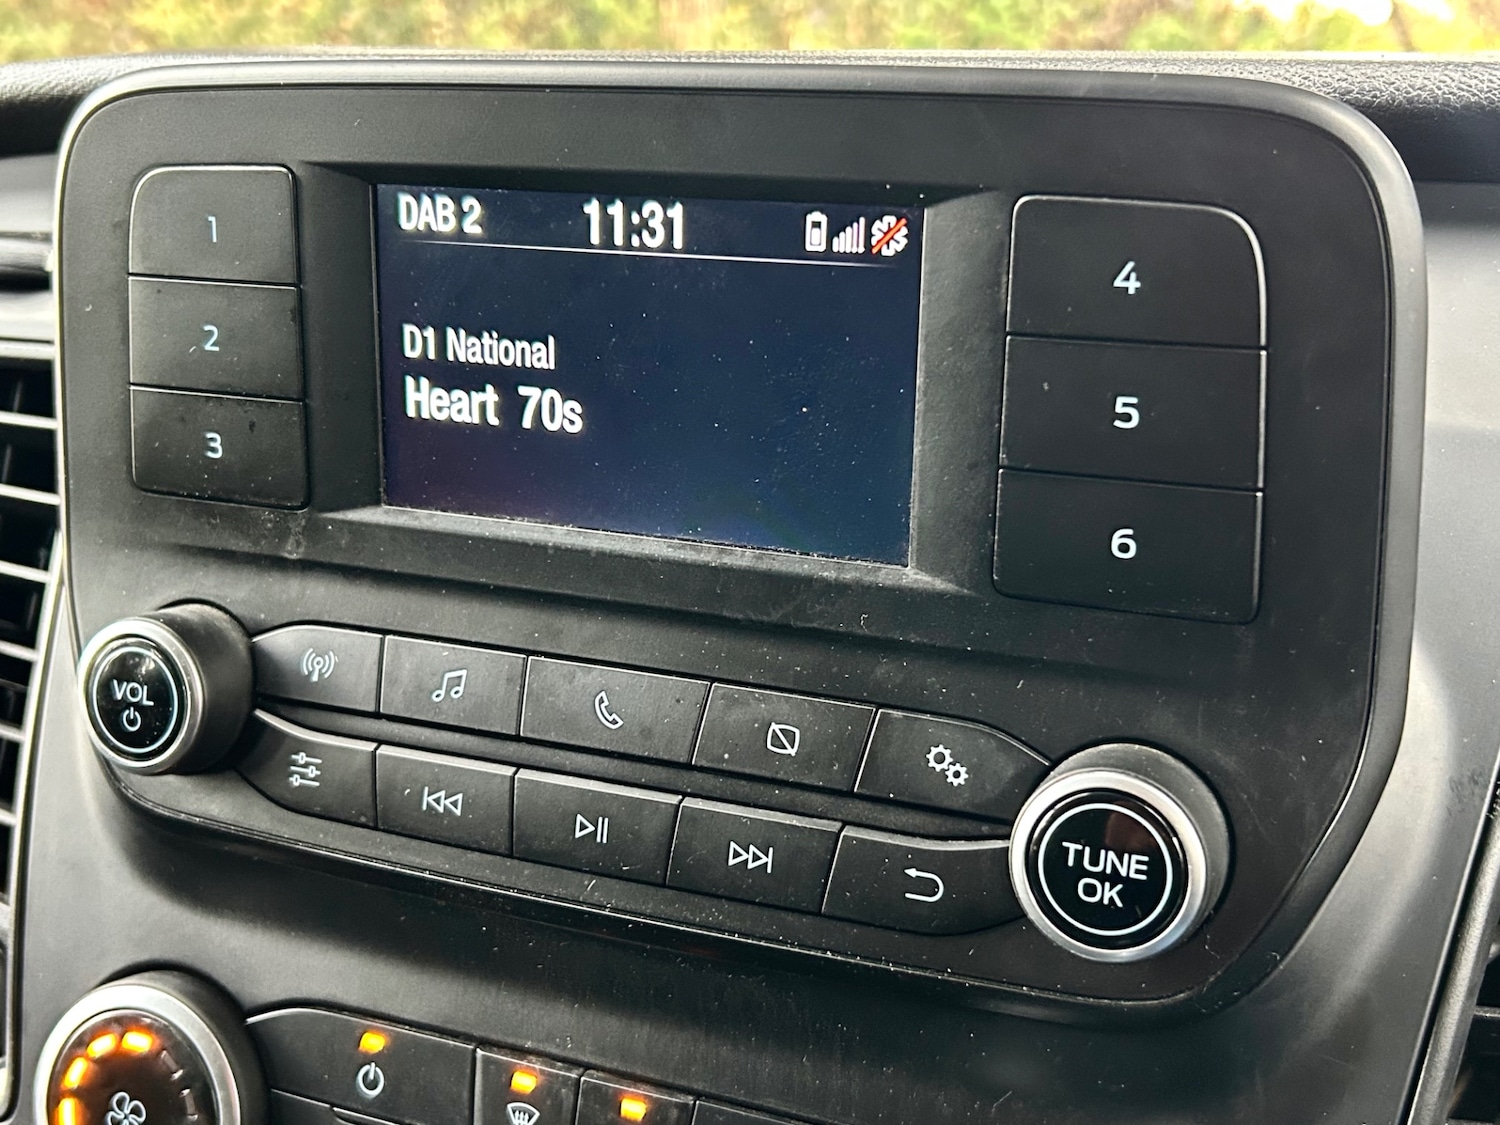 DAB 2 11:31
D1 National
Heart 70s
1
2
3
4
5
6
VOL
TUNE
OK